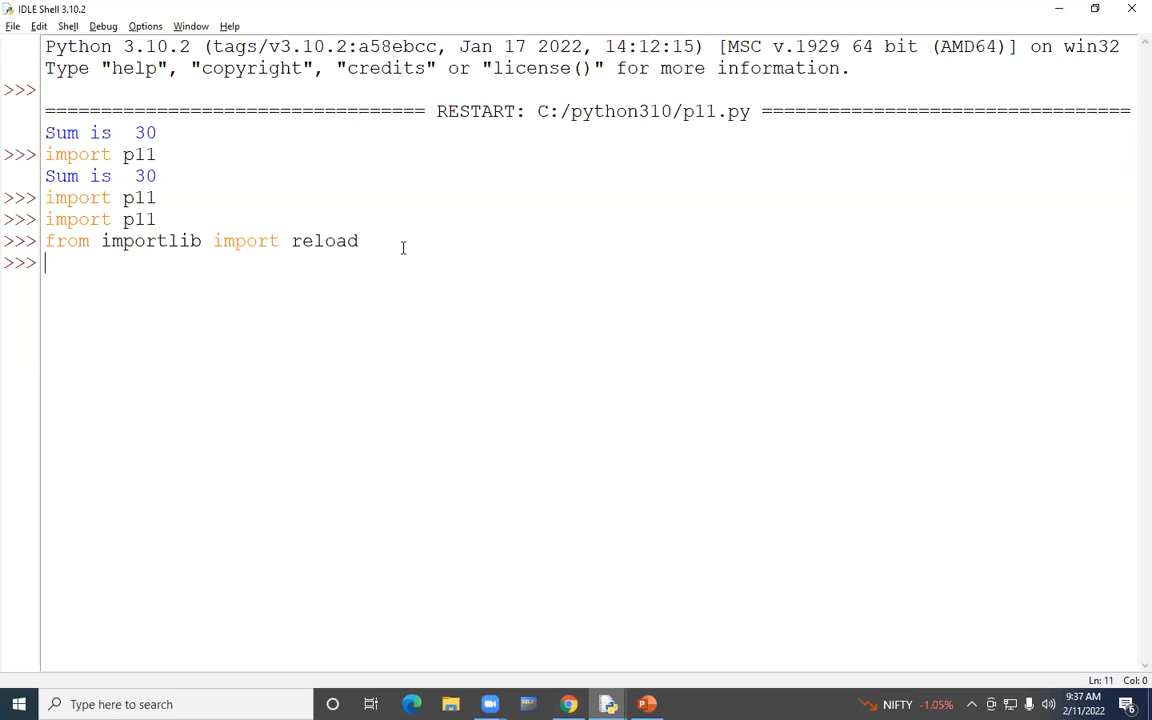 IDLE Shell 3.10.2
File Edit Shell Debug Options Window Help
Python 3.10.2 (tags/v3.10.2:a58ebcc, Jan 17 2022, 14:12:15) [MSC v.1929 64 bit (AMD64)] on win32
Type "help", "copyright", "credits" or "license()" for more information.
>>>
================================== RESTART: C:/python310/p11.py =================================
Sum is  30
>>> import p11
Sum is  30
>>> import p11
>>> import p11
>>> from importlib import reload
>>>
Ln: 11 Col: 0
Type here to search
NIFTY -1.05%
9:37 AM
2/11/2022
6